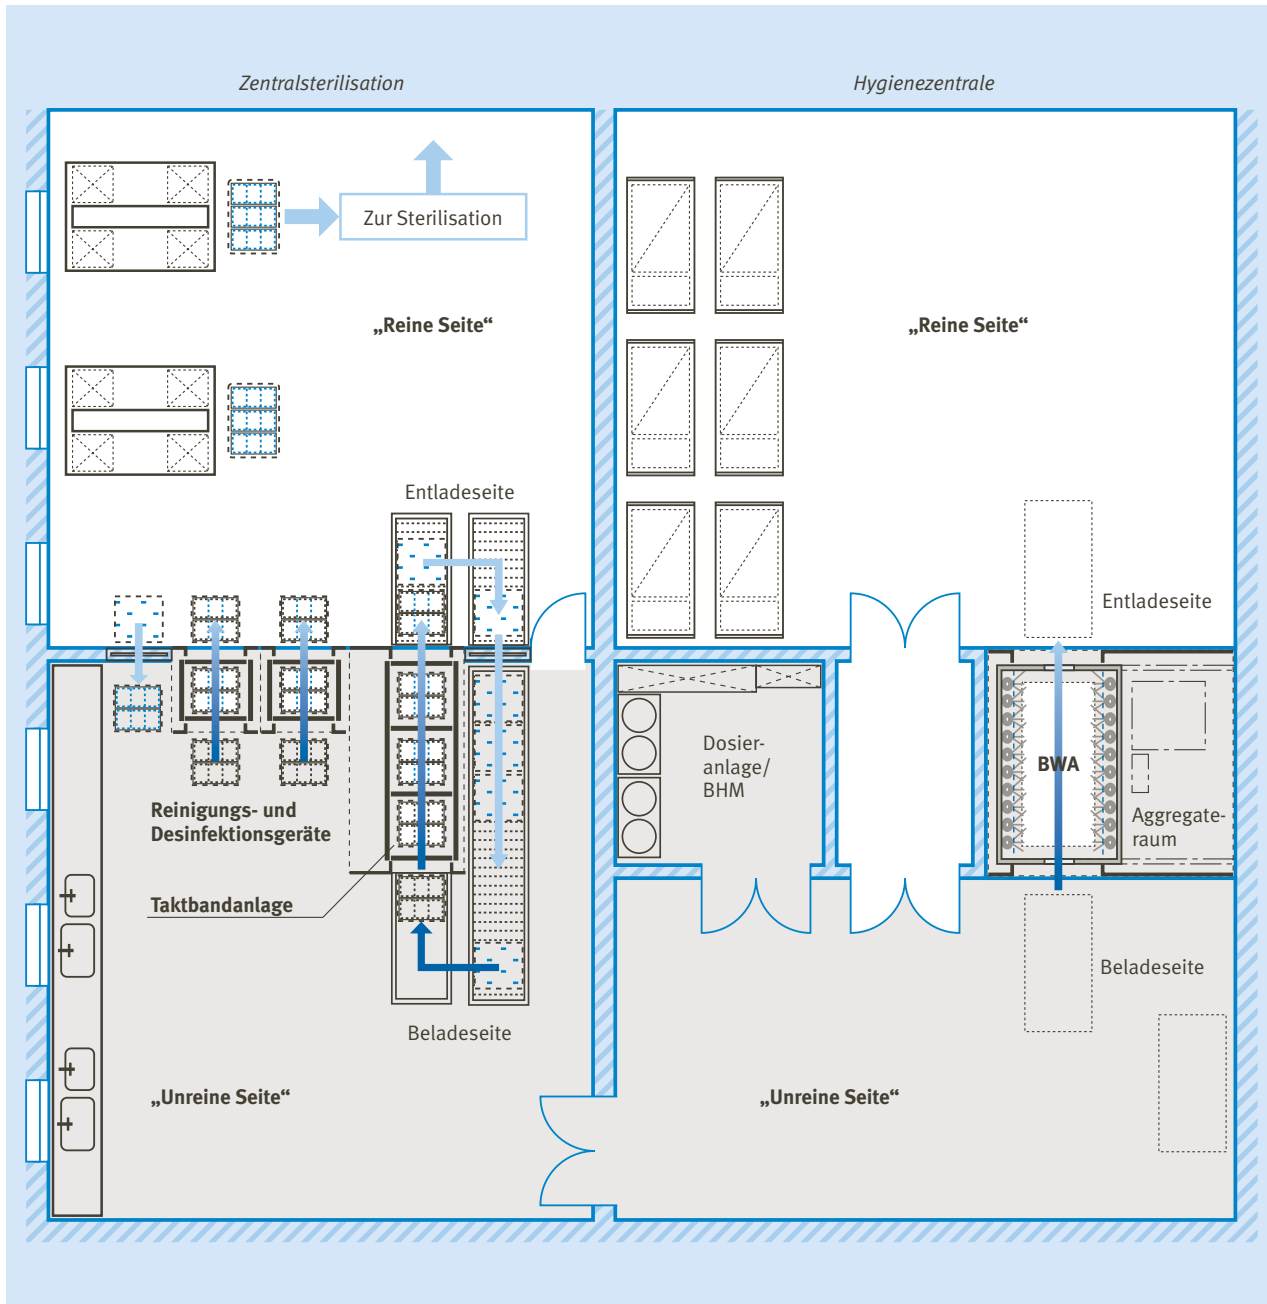 Zentralsterilisation
Hygienezentrale
Zur Sterilisation
„Reine Seite“
„Reine Seite“
Entladeseite
Entladeseite
Dosier-
anlage/
BHM
BWA
Aggregate-
raum
Reinigungs- und
Desinfektionsgeräte
Taktbandanlage
Beladeseite
Beladeseite
„Unreine Seite“
„Unreine Seite“